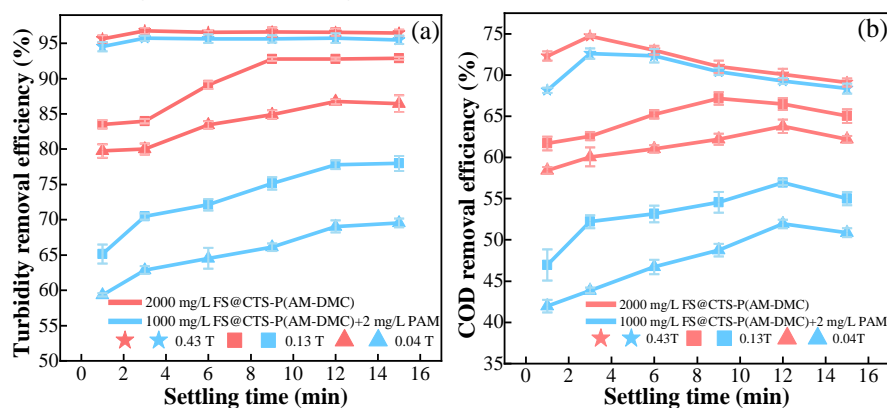 (a)
Turbidity removal efficiency (%)
100
95
90
85
80
75
70
65
60
55
50
2000 mg/L FS@CTS-P(AM-DMC)
1000 mg/L FS@CTS-P(AM-DMC)+2 mg/L PAM
0.43 T 0.13 T 0.04 T
0 2 4 6 8 10 12 14 16
Settling time (min)
(b)
COD removal efficiency (%)
75
70
65
60
55
50
45
40
35
2000 mg/L FS@CTS-P(AM-DMC)
1000 mg/L FS@CTS-P(AM-DMC)+2 mg/L PAM
0.43T 0.13T 0.04 T
0 2 4 6 8 10 12 14 16
Settling time (min)